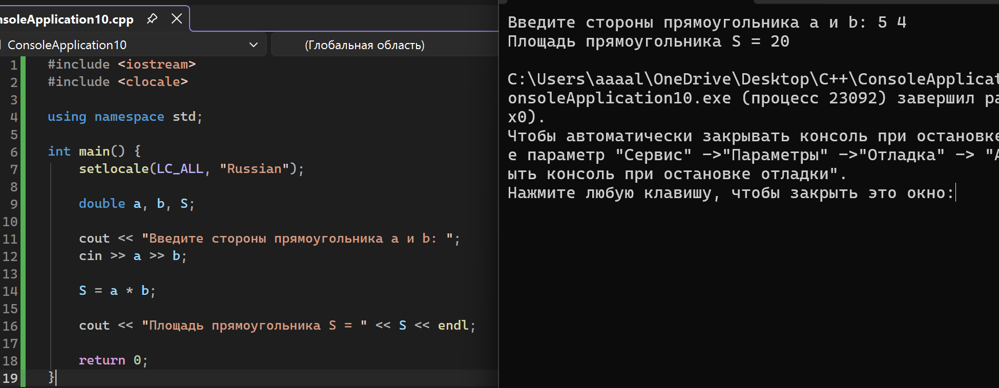 nsoleApplication10.cpp
ConsoleApplication10
(Глобальная область)
1 #include <iostream>
2 #include <clocale>
3
4 using namespace std;
5
6 int main() {
7 setlocale(LC_ALL, "Russian");
8
9 double a, b, S;
10
11 cout << "Введите стороны прямоугольника a и b: ";
12 cin >> a >> b;
13
14 S = a * b;
15
16 cout << "Площадь прямоугольника S = " << S << endl;
17
18 return 0;
19 }
Введите стороны прямоугольника a и b: 5 4
Площадь прямоугольника S = 20
C:\Users\aaaal\OneDrive\Desktop\C++\ConsoleApplicat
onsoleApplication10.exe (процесс 23092) завершил ра
x0).
Чтобы автоматически закрывать консоль при остановке
е параметр "Сервис" ->"Параметры" ->"Отладка" -> "А
ыть консоль при остановке отладки".
Нажмите любую клавишу, чтобы закрыть это окно: